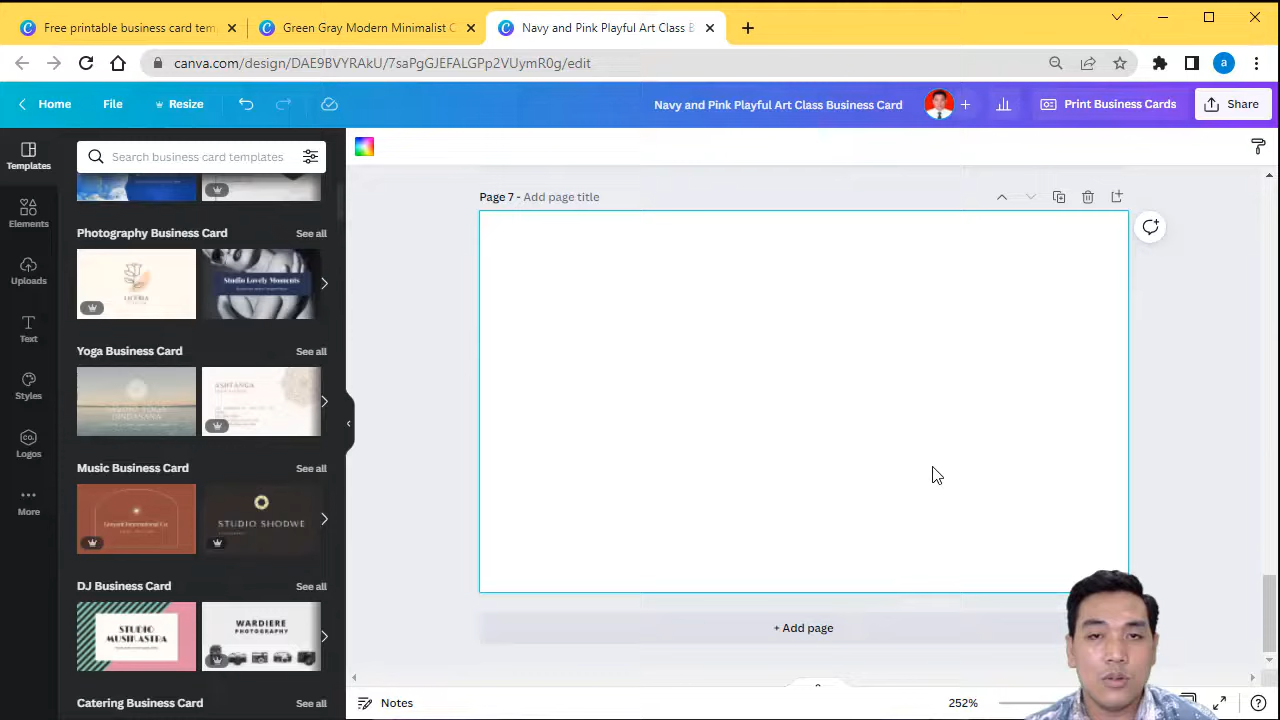 Free printable business card tem
Green Gray Modern Minimalist C
Navy and Pink Playful Art Class B
canva.com/design/DAE9BVYRAkU/7saPgGJEFALGPp2VUymR0g/edit
a
Home
File
Resize
Navy and Pink Playful Art Class Business Card
Print Business Cards
Share
Templates
Elements
Uploads
Text
Styles
CO.
Logos
More
Search business card templates
Photography Business Card
See all
Studio Lovely Moments
Yoga Business Card
See all
Music Business Card
See all
STUDIO SHODWE
DJ Business Card
See all
STUDIO
MUSIKASTRA
WARDIERE
PHOTOGRAPHY
Catering Business Card
See all
Page 7 - Add page title
+ Add page
Notes
252%